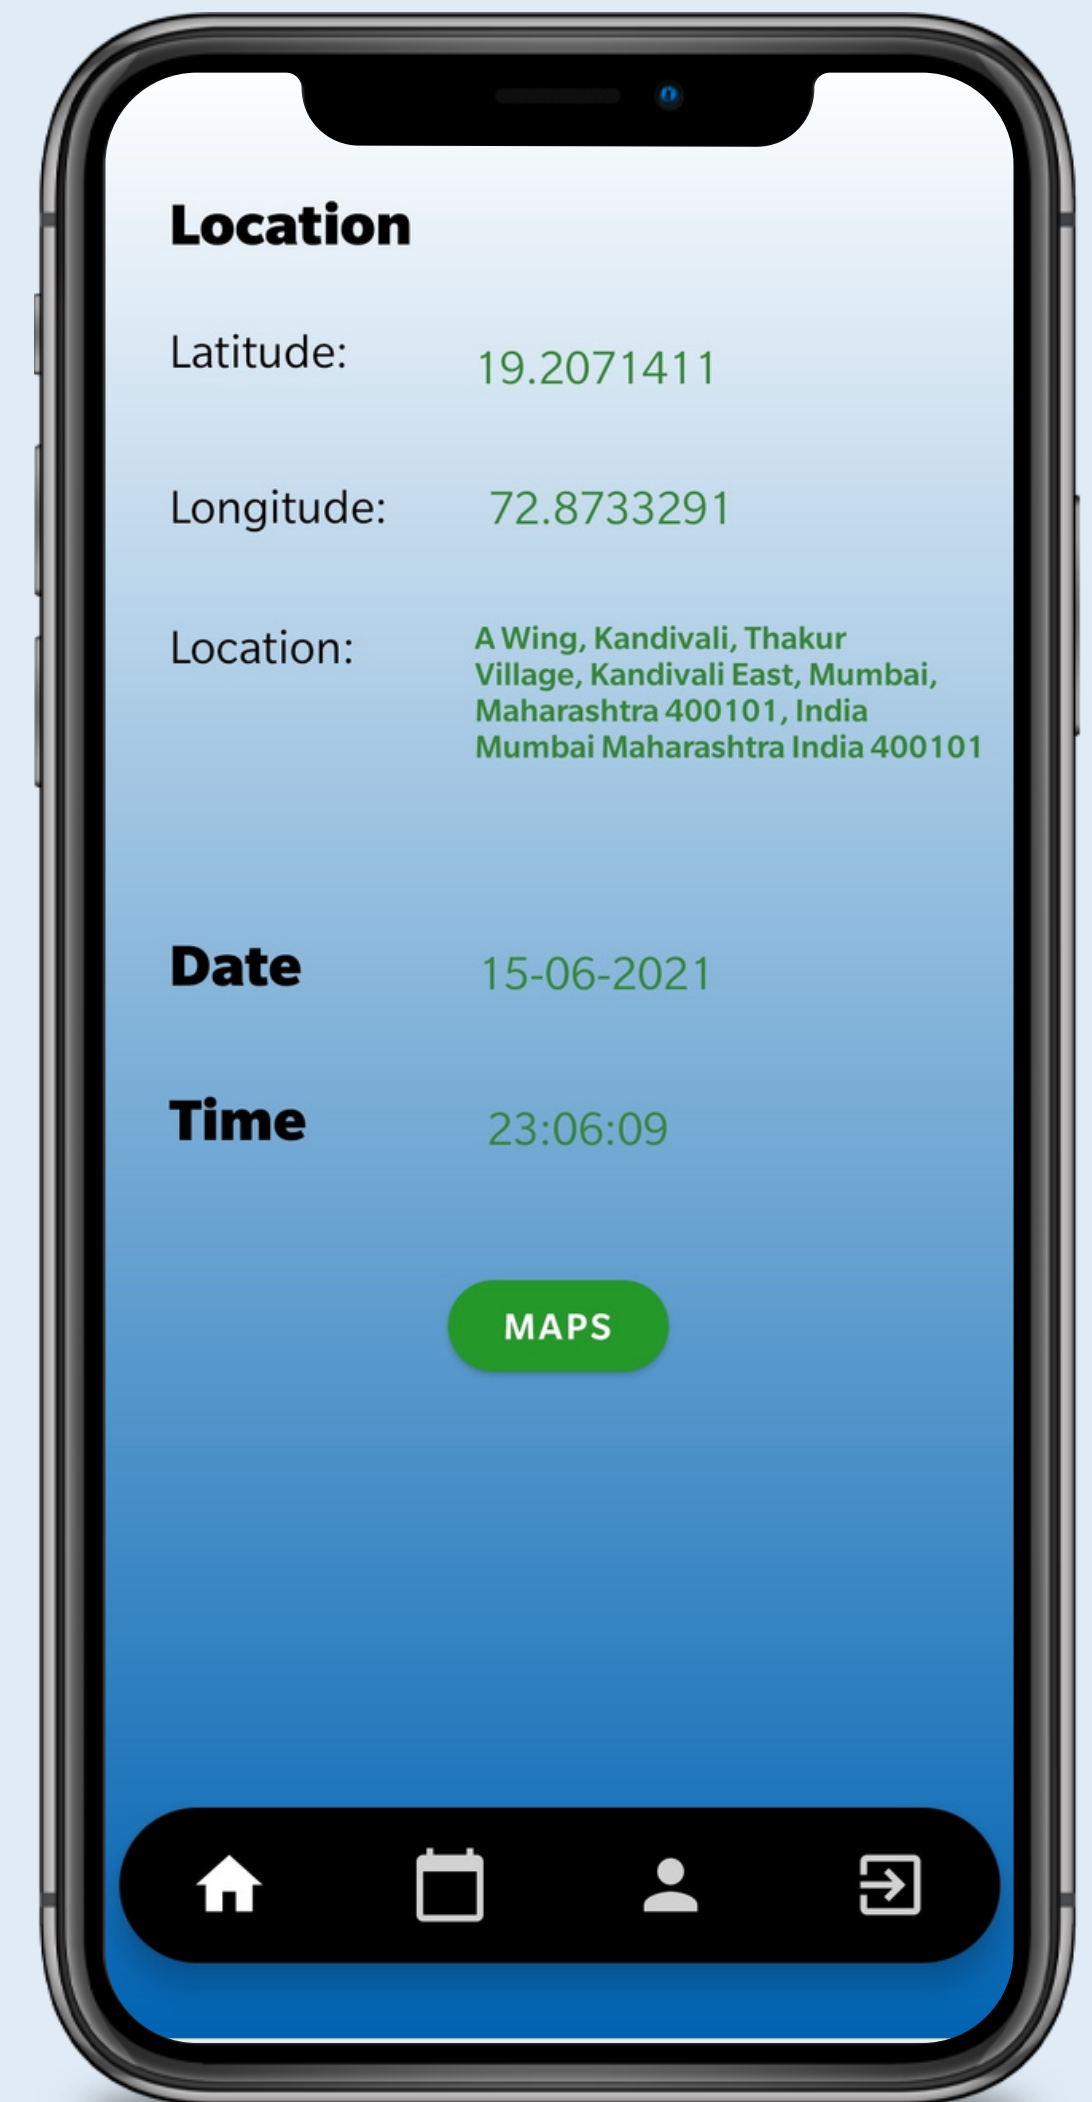 Location
Latitude: 19.2071411
Longitude: 72.8733291
Location: A Wing, Kandivali, Thakur
Village, Kandivali East, Mumbai,
Maharashtra 400101, India
Mumbai Maharashtra India 400101
Date 15-06-2021
Time 23:06:09
MAPS